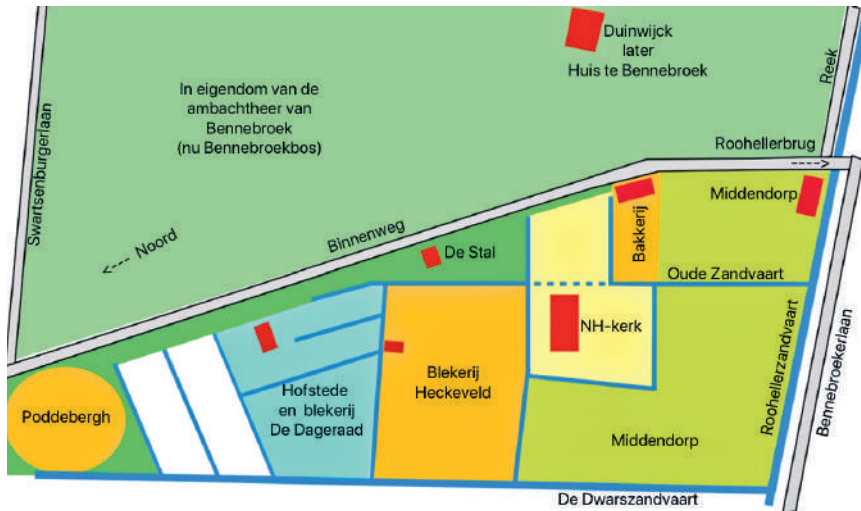 Duinwijck
later
Huis te Bennebroek
In eigendom van de
ambachtheer van
Bennebroek
(nu Bennebroekbos)
Reek
Swartsenburgerlaan
Roohellerbrug
Middendorp
Noord
Binnenweg
De Stal
Bakkerij
Oude Zandvaart
NH-kerk
Blekerij
Heckeveld
Hofstede
en blekerij
De Dageraad
Poddebergh
Middendorp
Roohellerzandvaart
Bennebroekerlaan
De Dwarszandvaart